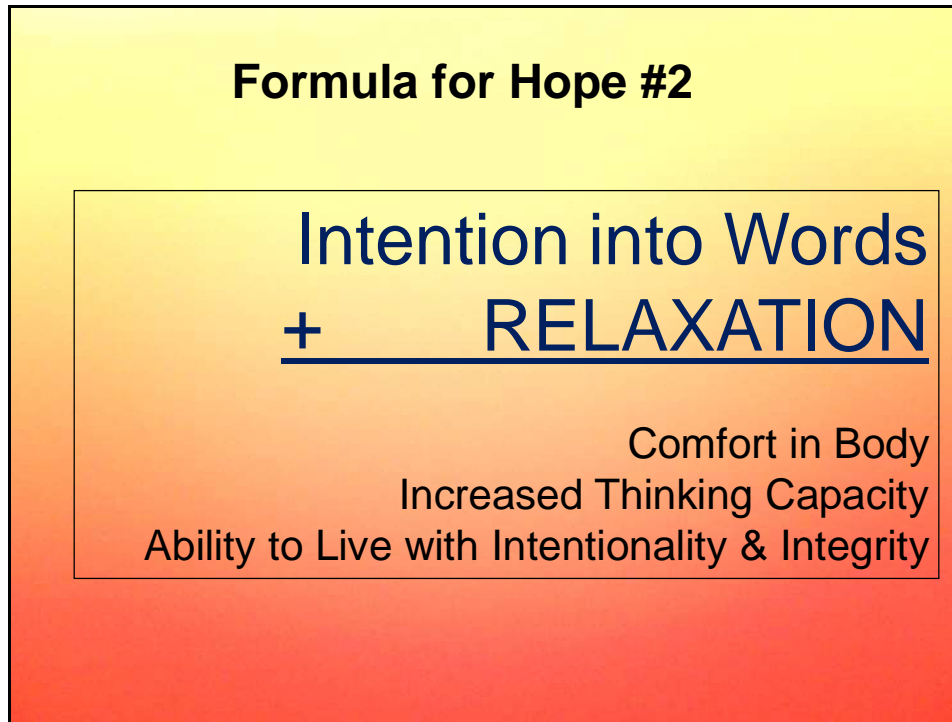 Formula for Hope #2
Intention into Words
+ RELAXATION
Comfort in Body
Increased Thinking Capacity
Ability to Live with Intentionality & Integrity